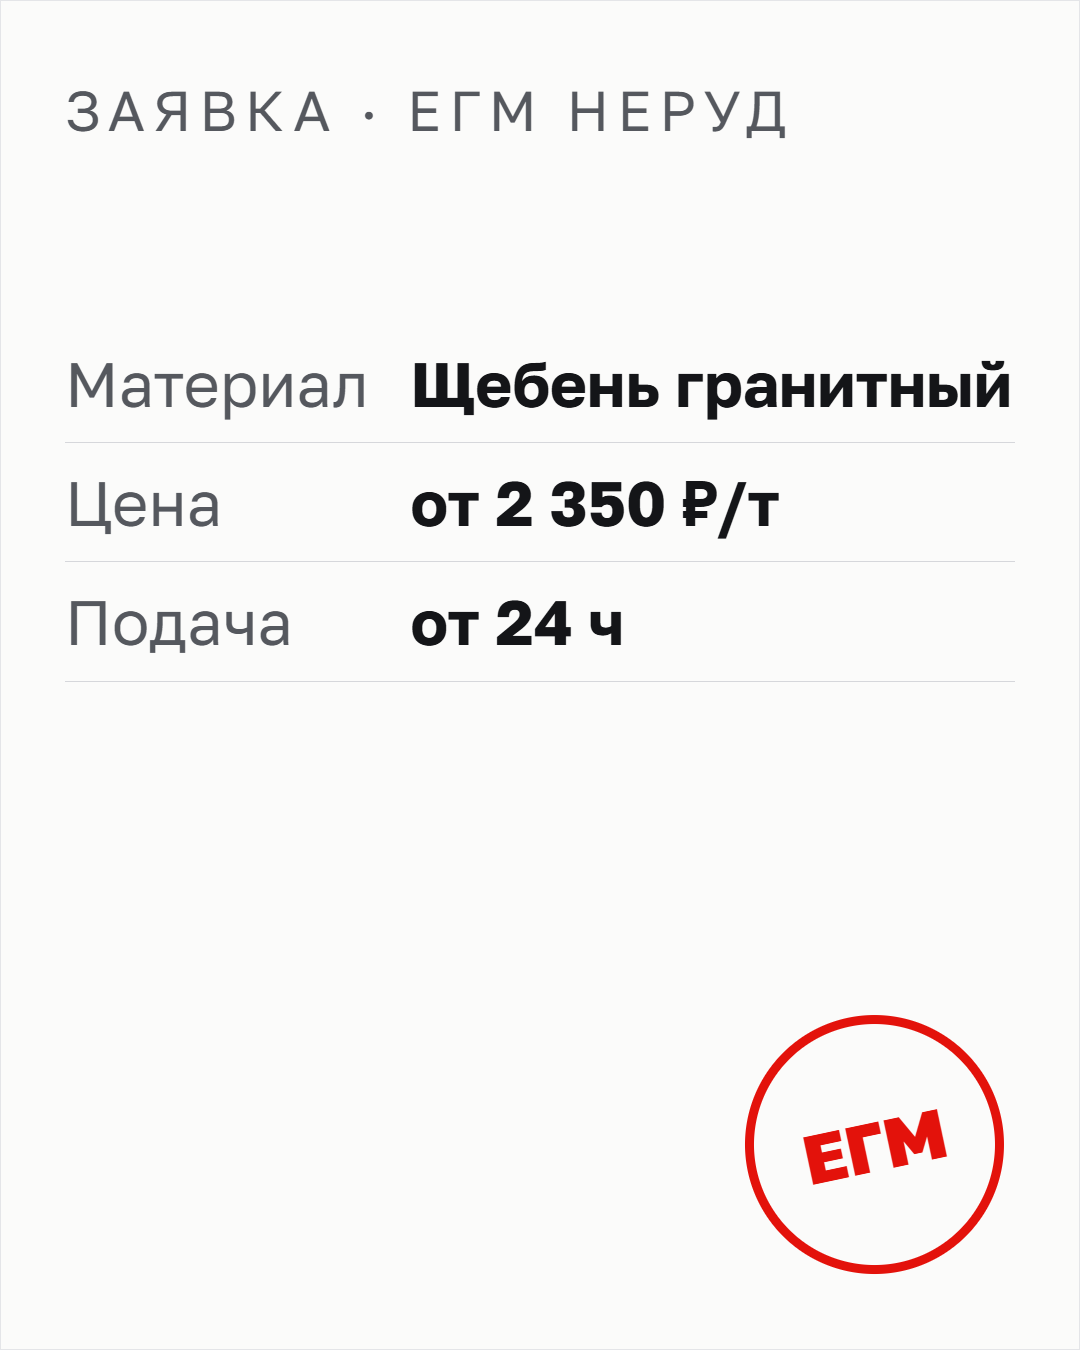 ЗАЯВКА · ЕГМ НЕРУД
Материал Щебень гранитный
Цена от 2 350 ₽/т
Подача от 24 ч
ЕГМ